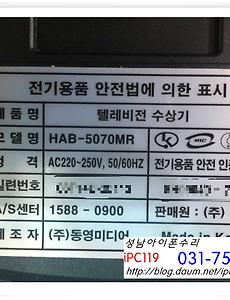 전기용품 안전법에 의한 표시
제품명 텔레비전 수상기
모델명 HAB-5070MR
격 AC220~250V, 50/60HZ 전기용품 안전 인
련번호 판매원 : (주)
/S센터 1588 - 0900
조자 (주)동영미디어 Made in
성남아이폰수리
iPC119 031-75
http://blog.daum.net/ip